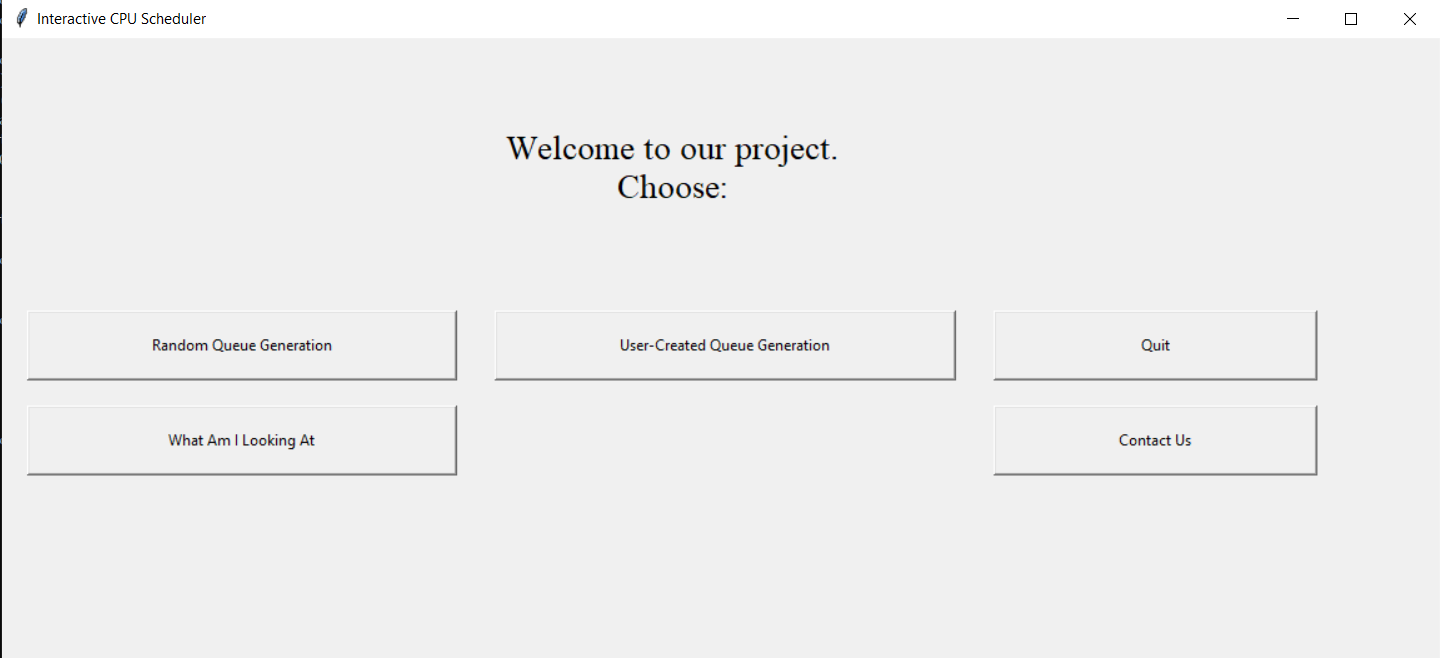 Interactive CPU Scheduler
Welcome to our project.
Choose:
Random Queue Generation
User-Created Queue Generation
Quit
What Am I Looking At
Contact Us